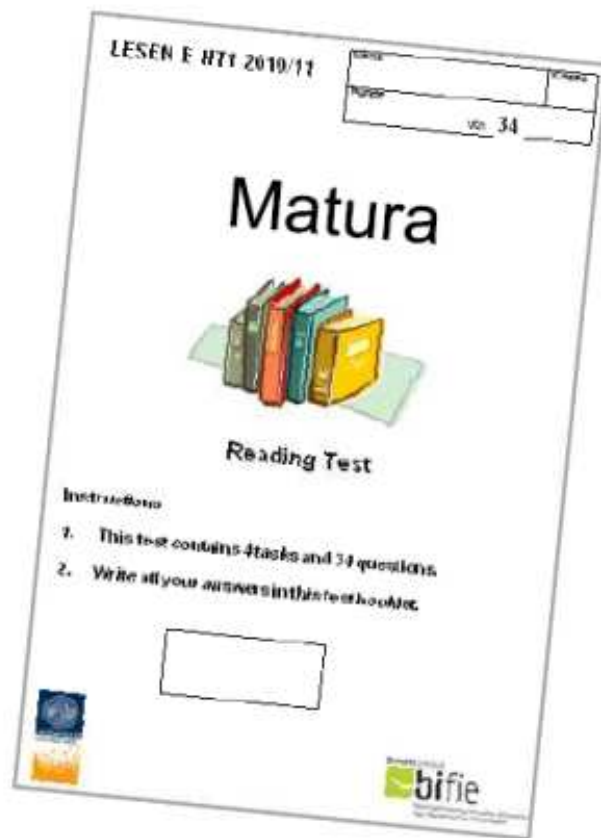 LESEN E HT1 2010/11
von 34
Matura
Reading Test
Instructions
1. This test contains 4 tasks and 34 questions.
2. Write all your answers in this test booklet.
bifie